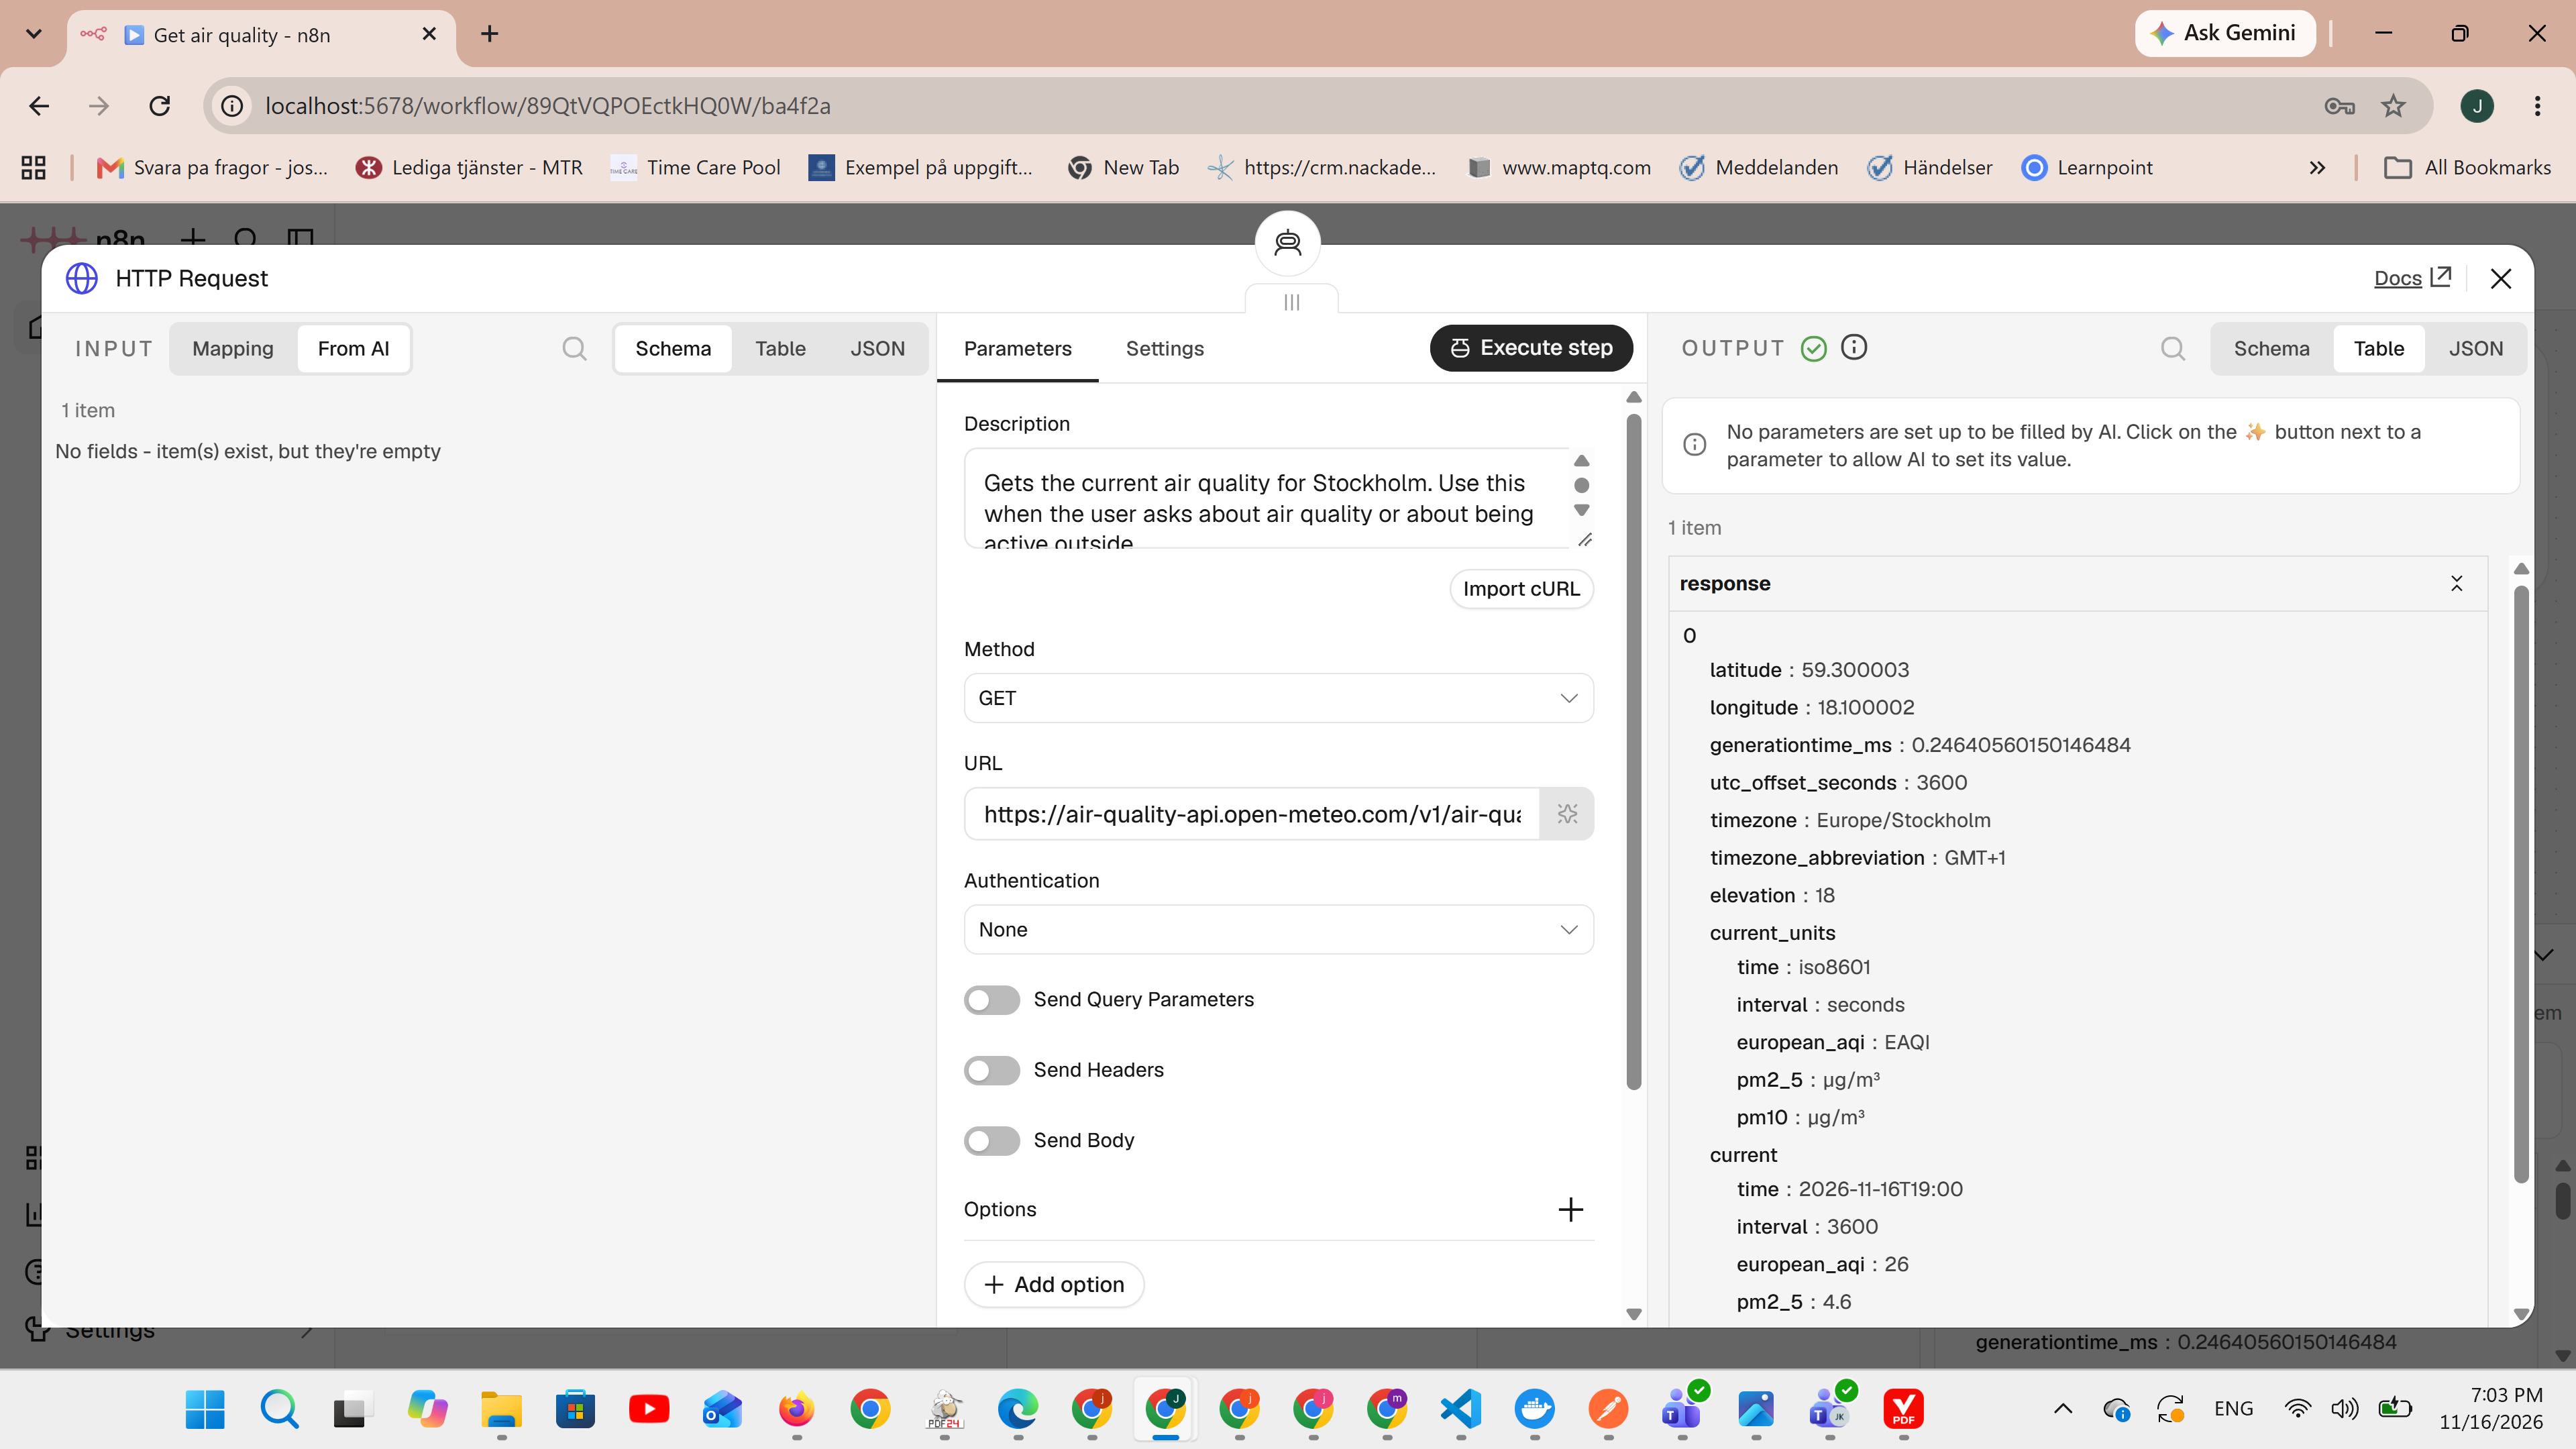 Get air quality - n8n
Ask Gemini
localhost:5678/workflow/89QtVQPOEctkHQ0W/ba4f2a
J
Svara pa fragor - jos...
Lediga tjänster - MTR
TIME CARE
Time Care Pool
Exempel på uppgift...
New Tab
https://crm.nackade...
www.maptq.com
Meddelanden
Händelser
Learnpoint
All Bookmarks
n8n
HTTP Request
Docs
INPUT
Mapping
From AI
Schema
Table
JSON
1 item
No fields - item(s) exist, but they're empty
Parameters
Settings
Execute step
Description
Gets the current air quality for Stockholm. Use this
when the user asks about air quality or about being
active outside
Import cURL
Method
GET
URL
https://air-quality-api.open-meteo.com/v1/air-qua
Authentication
None
Send Query Parameters
Send Headers
Send Body
Options
Add option
OUTPUT
Schema
Table
JSON
No parameters are set up to be filled by AI. Click on the ✨ button next to a
parameter to allow AI to set its value.
1 item
response
0
latitude : 59.300003
longitude : 18.100002
generationtime_ms : 0.24640560150146484
utc_offset_seconds : 3600
timezone : Europe/Stockholm
timezone_abbreviation : GMT+1
elevation : 18
current_units
time : iso8601
interval : seconds
european_aqi : EAQI
pm2_5 : μg/m³
pm10 : μg/m³
current
time : 2026-11-16T19:00
interval : 3600
european_aqi : 26
pm2_5 : 4.6
em
Settings
generationtime_ms : 0.24640560150146484
PDF24
j
J
j
j
m
T
T
JK
PDF
ENG
7:03 PM
11/16/2026